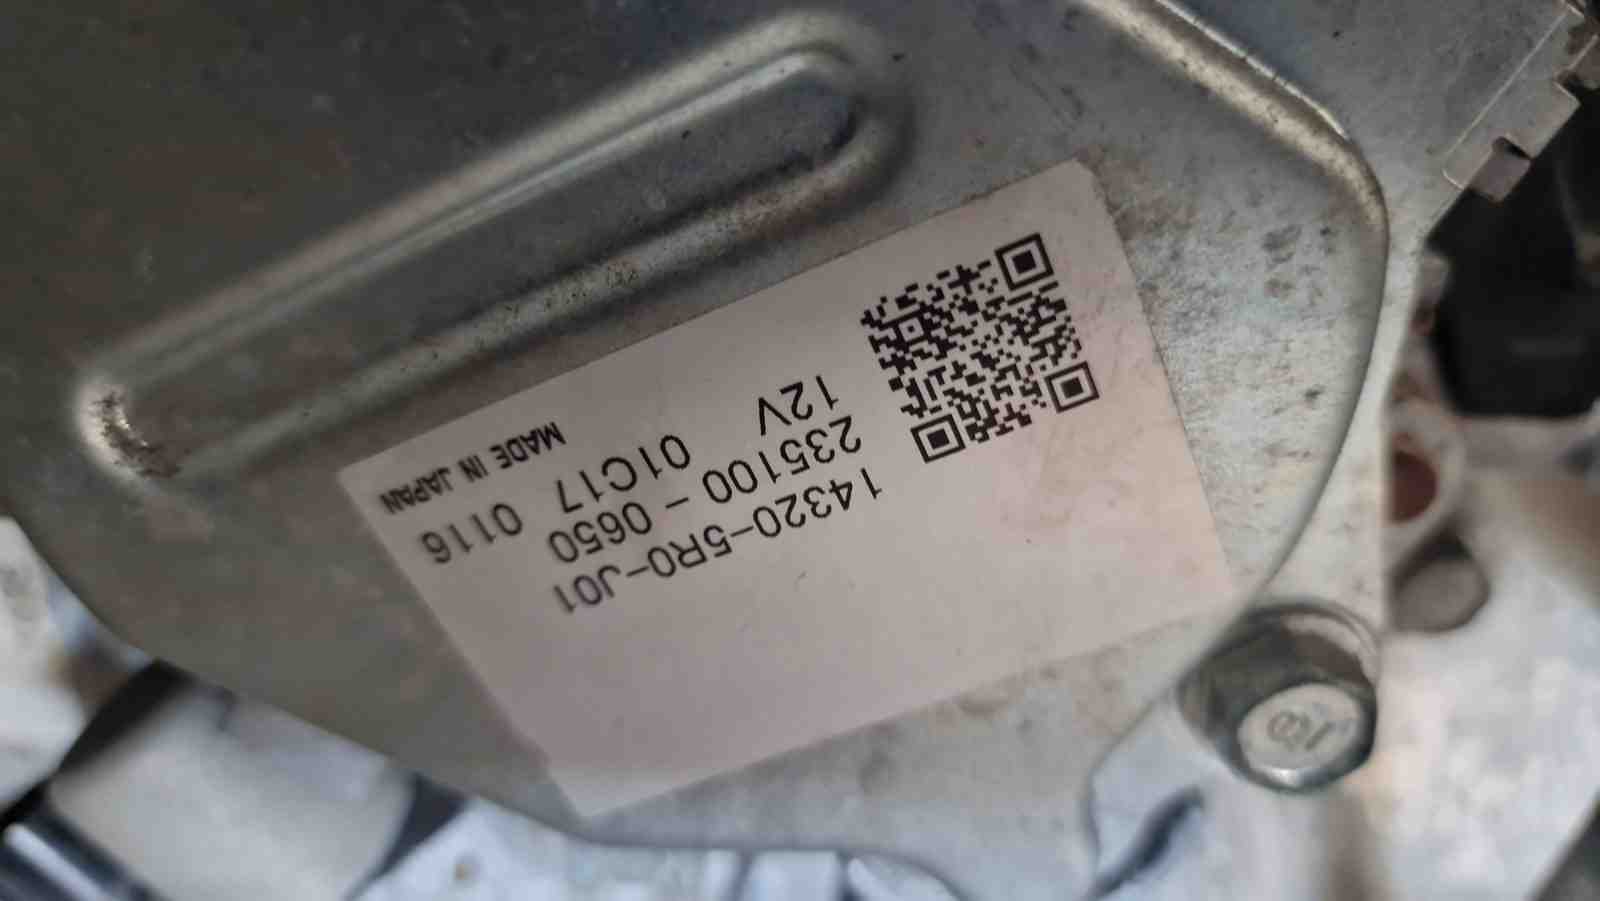 14320-5R0-J01
235100 - 0650
12V 01C17 0116
MADE IN JAPAN